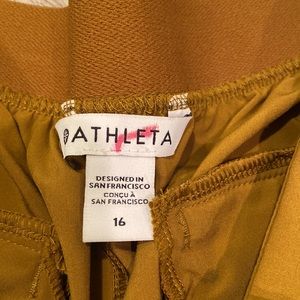 ATHLETA
DESIGNED IN
SAN FRANCISCO
CONÇU À
SAN FRANCISCO
16